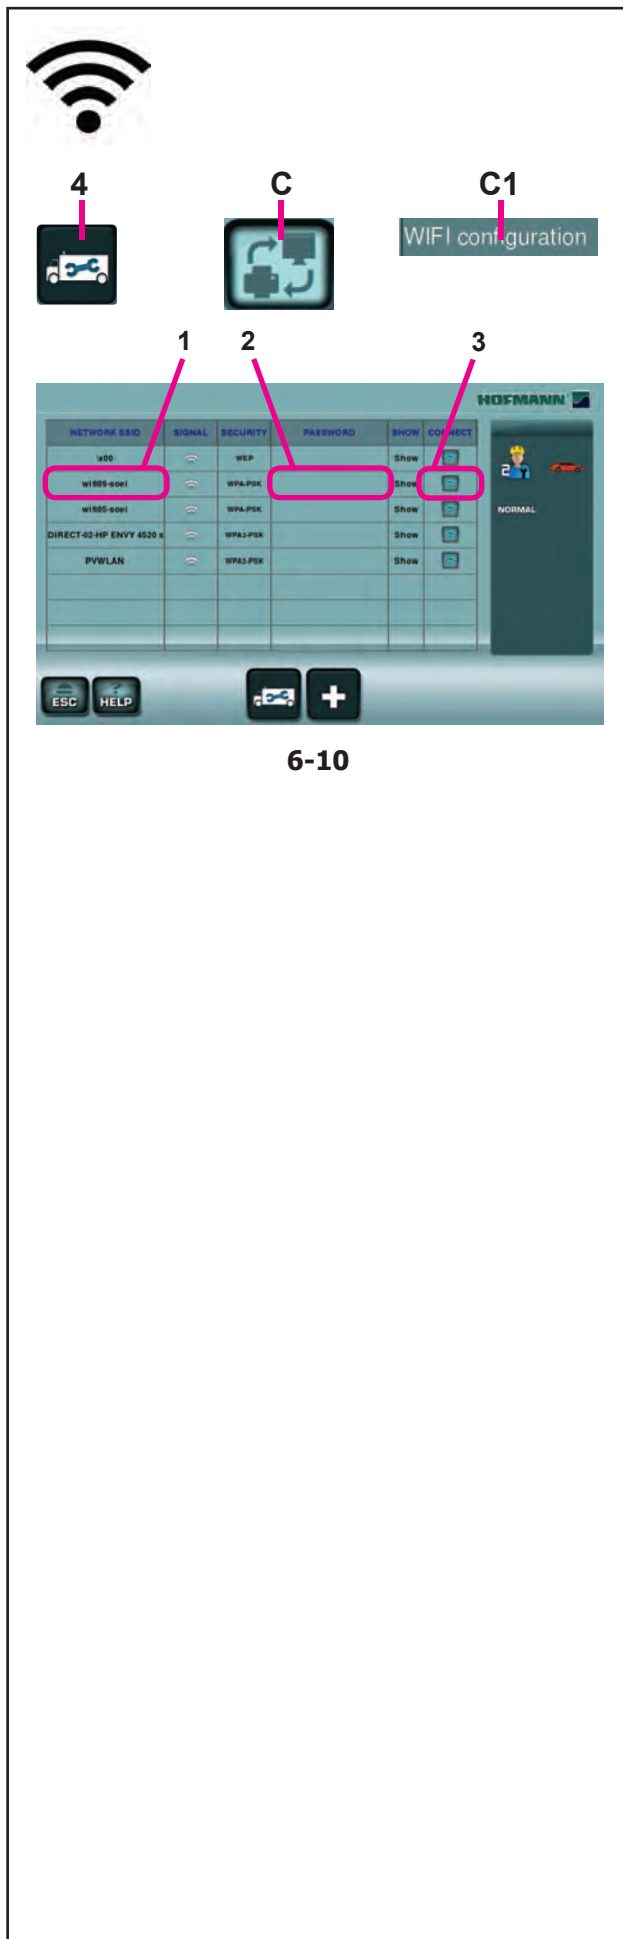 4 C C1
WIFI configuration
1 2 3
HOFMANN
NETWORK SSID SIGNAL SECURITY PASSWORD SHOW CONNECT
\x00 WEP Show
wi609-soei WPA-PSK Show
wi605-soei WPA-PSK Show
DIRECT-02-HP ENVY 4520 s WPA2-PSK Show
PVWLAN WPA2-PSK Show
2
NORMAL
ESC ? HELP
6-10